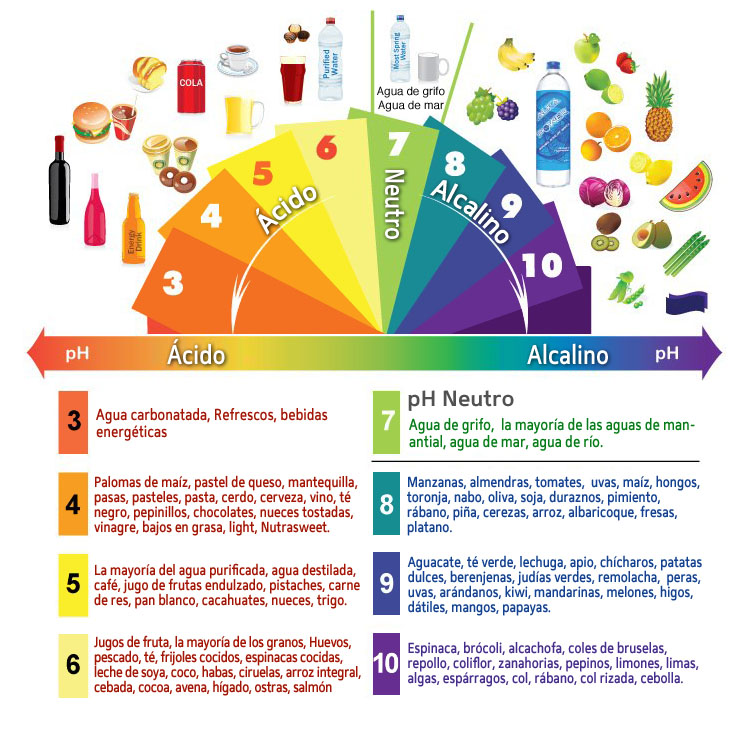 COLA
Purified
Water
Most Spring
Water
Agua de grifo
Agua de mar
Energy
Drink
3
4
5
6
7
8
9
10
Ácido
Neutro
Alcalino
pH Ácido Alcalino pH
3
Agua carbonatada, Refrescos, bebidas
energéticas
4
Palomas de maíz, pastel de queso, mantequilla,
pasas, pasteles, pasta, cerdo, cerveza, vino, té
negro, pepinillos, chocolates, nueces tostadas,
vinagre, bajos en grasa, light, Nutrasweet.
5
La mayoría del agua purificada, agua destilada,
café, jugo de frutas endulzado, pistaches, carne
de res, pan blanco, cacahuates, nueces, trigo.
6
Jugos de fruta, la mayoría de los granos, Huevos,
pescado, té, frijoles cocidos, espinacas cocidas,
leche de soya, coco, habas, ciruelas, arroz integral,
cebada, cocoa, avena, hígado, ostras, salmón
7
pH Neutro
Agua de grifo, la mayoría de las aguas de man-
antial, agua de mar, agua de río.
8
Manzanas, almendras, tomates, uvas, maíz, hongos,
toronja, nabo, oliva, soja, duraznos, pimiento,
rábano, piña, cerezas, arroz, albaricoque, fresas,
platano.
9
Aguacate, té verde, lechuga, apio, chícharos, patatas
dulces, berenjenas, judías verdes, remolacha, peras,
uvas, arándanos, kiwi, mandarinas, melones, higos,
dátiles, mangos, papayas.
10
Espinaca, brócoli, alcachofa, coles de bruselas,
repollo, coliflor, zanahorias, pepinos, limones, limas,
algas, espárragos, col, rábano, col rizada, cebolla.